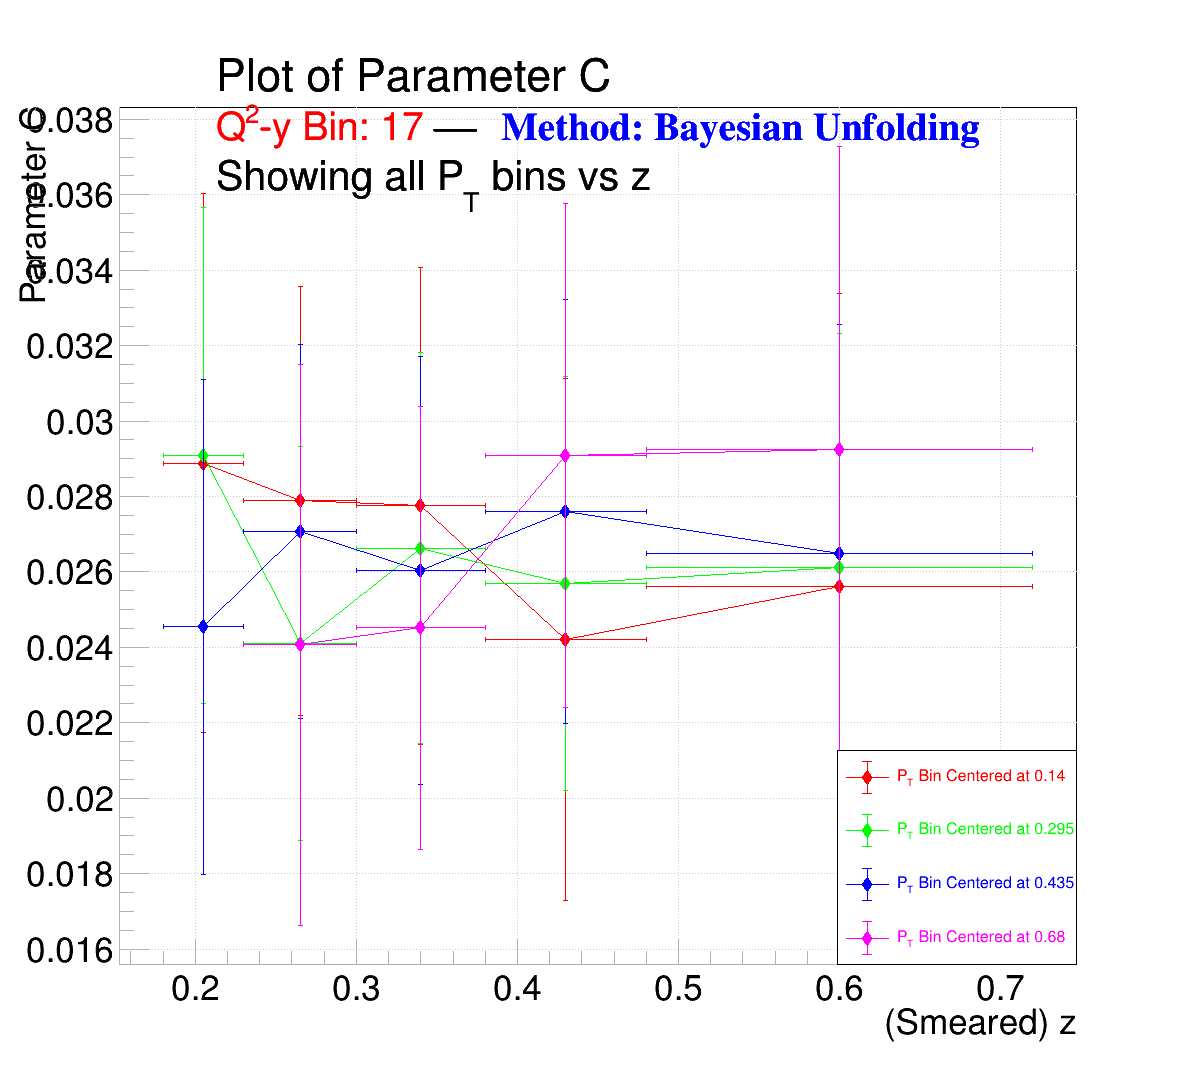 Plot of Parameter C
Q2-y Bin: 17 — Method: Bayesian Unfolding
Showing all PT bins vs z
Parameter C
0.038
0.036
0.034
0.032
0.03
0.028
0.026
0.024
0.022
0.02
0.018
0.016
PT Bin Centered at 0.14
PT Bin Centered at 0.295
PT Bin Centered at 0.435
PT Bin Centered at 0.68
0.2 0.3 0.4 0.5 0.6 0.7
(Smeared) z